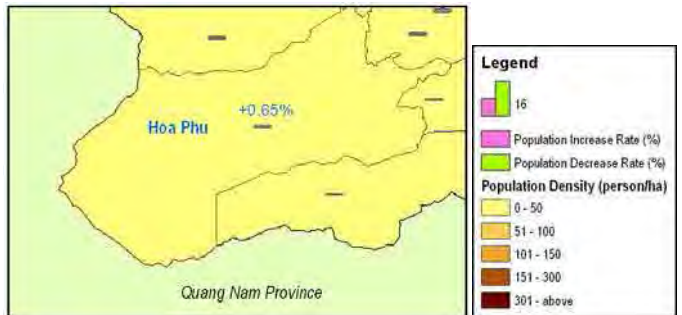 +0.65%
Hoa Phu
Quang Nam Province
Legend
16
Population Increase Rate (%)
Population Decrease Rate (%)
Population Density (person/ha)
0 - 50
51 - 100
101 - 150
151 - 300
301 - above